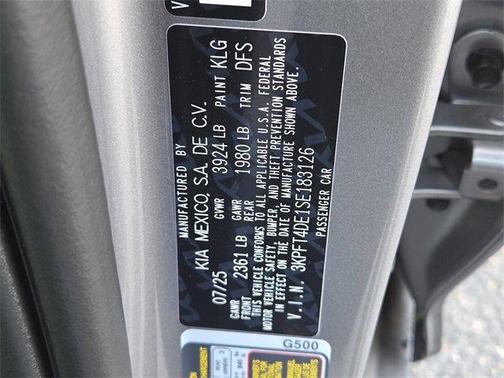 MANUFACTURED BY
KIA MEXICO, S.A. DE C.V.
07/25 GVWR 3924 LB PAINT KLG
GAWR FRONT 2361 LB GAWR REAR 1980 LB TRIM DFS
THIS VEHICLE CONFORMS TO ALL APPLICABLE U.S.A. FEDERAL
MOTOR VEHICLE SAFETY, BUMPER, AND THEFT PREVENTION STANDARDS
IN EFFECT ON THE DATE OF MANUFACTURE SHOWN ABOVE.
V.I.N. 3KPFT4DE1SE183126
PASSENGER CAR
G500